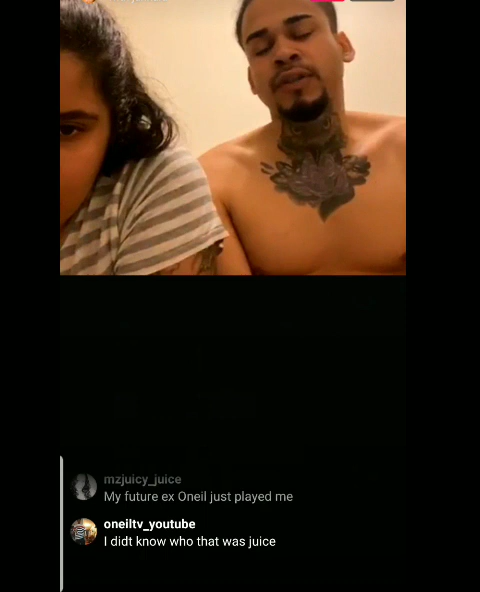 mzjuicy_juice
My future ex Oneil just played me
oneiltv_youtube
I didt know who that was juice